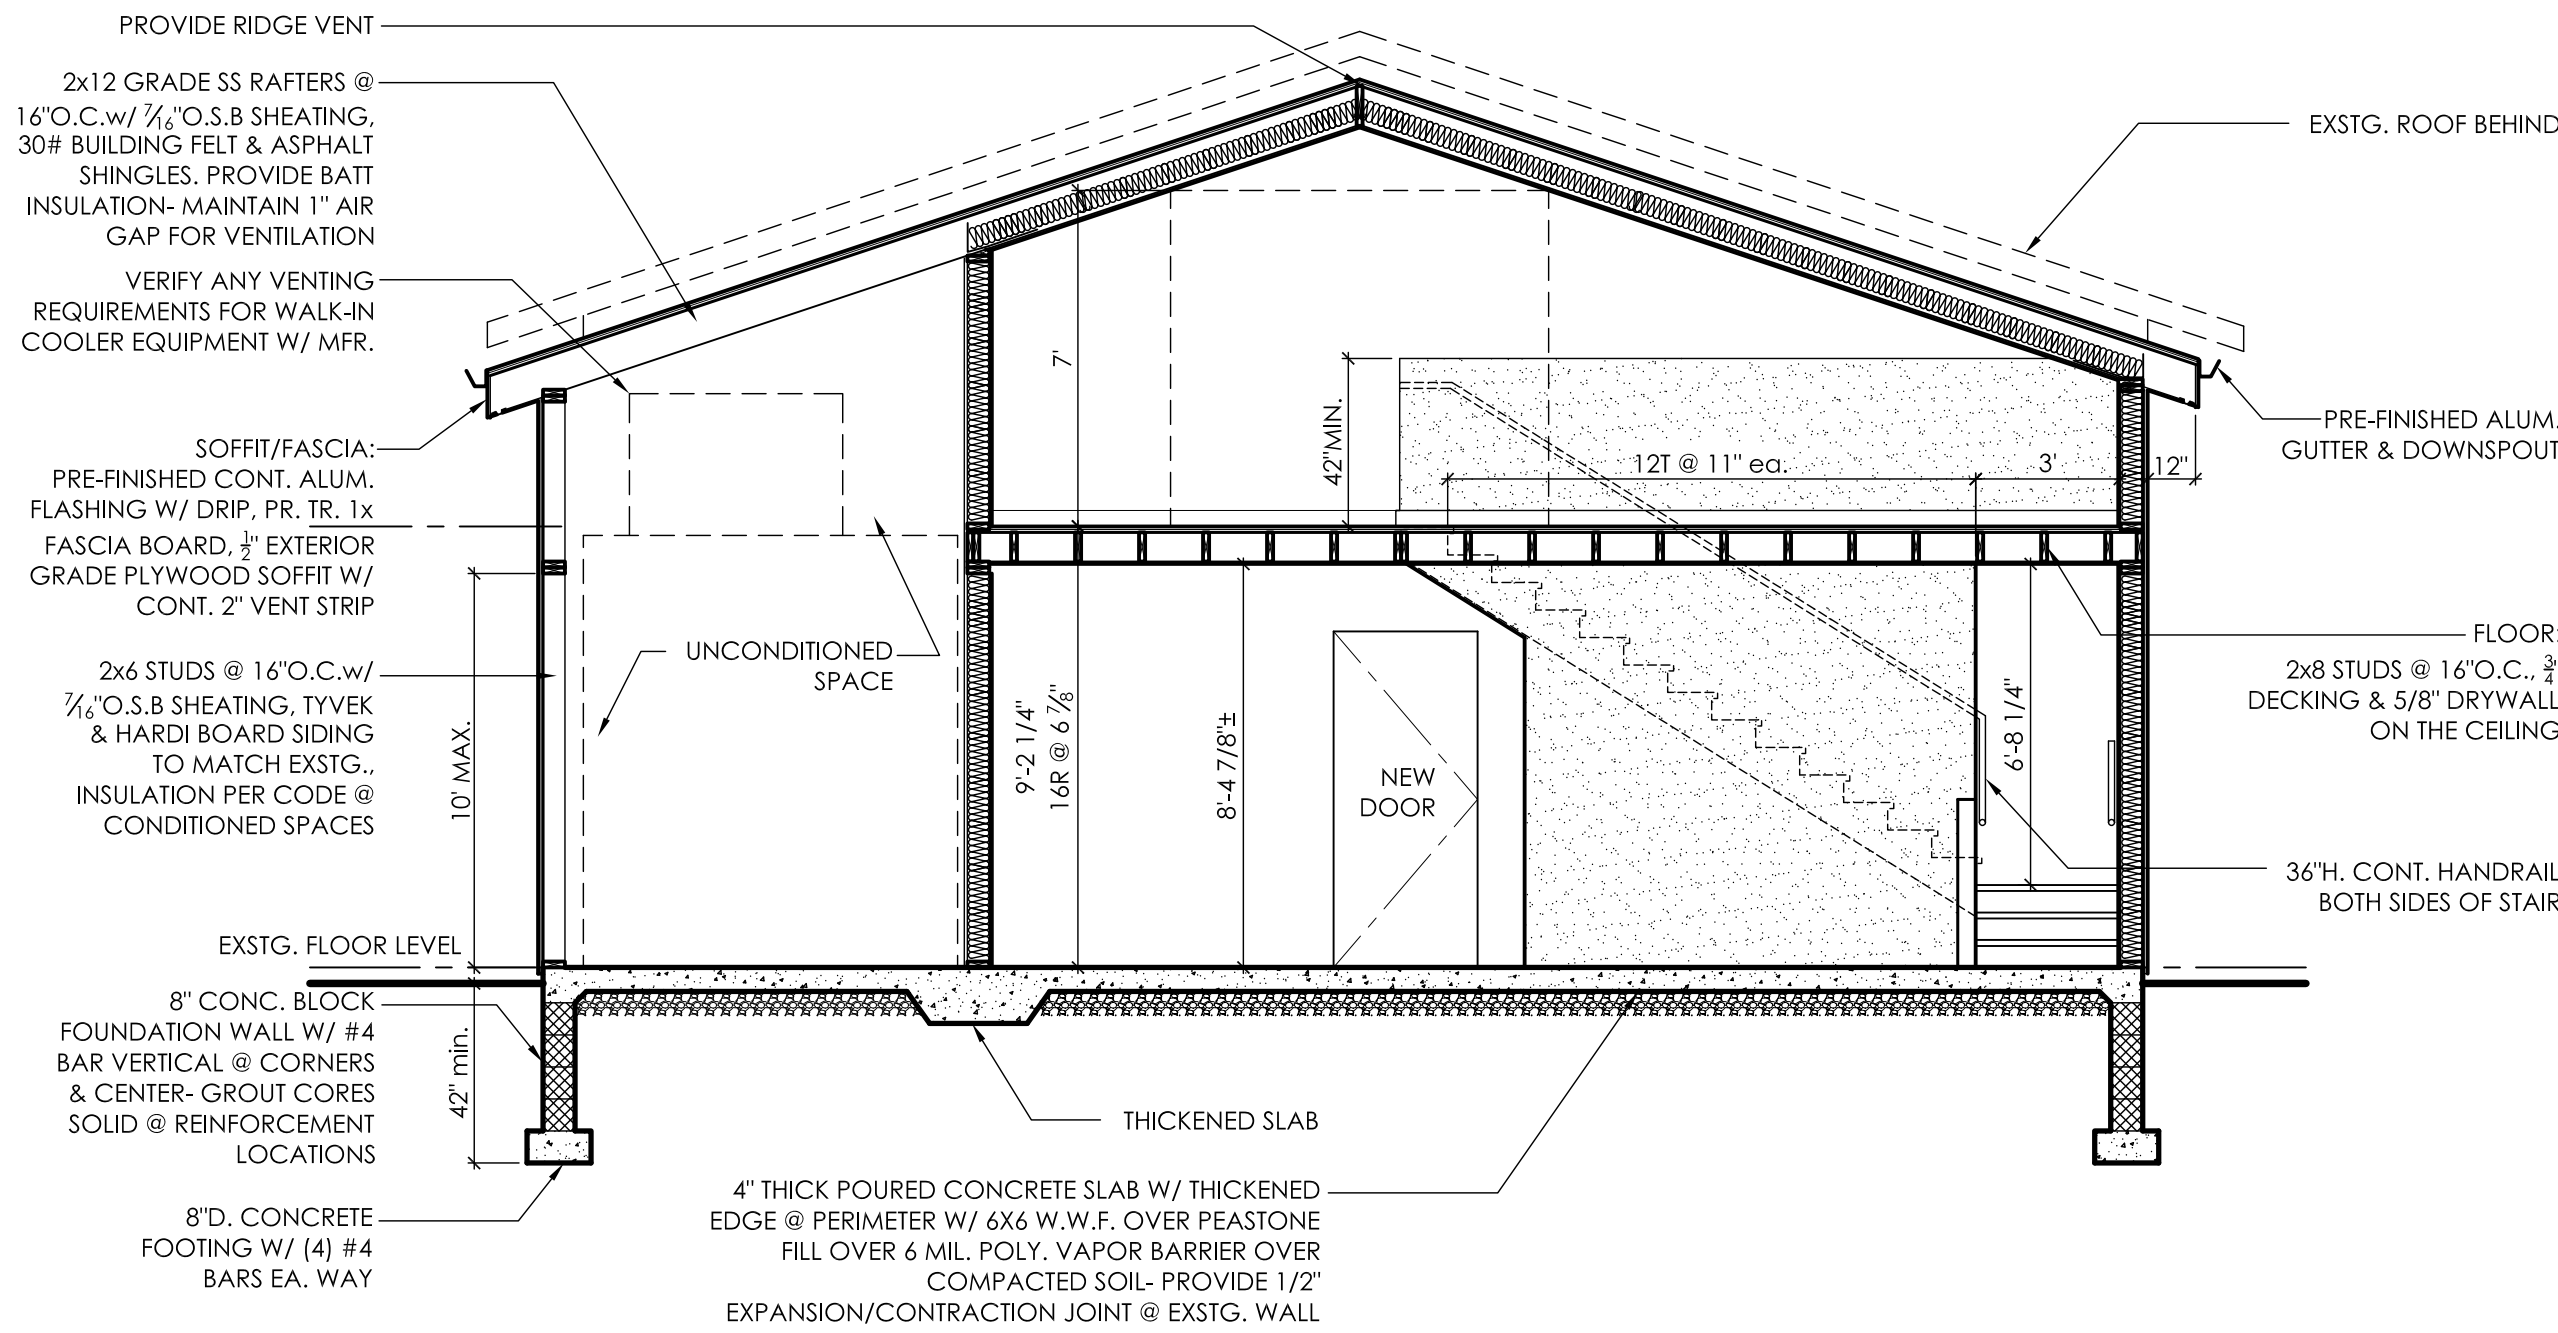 PROVIDE RIDGE VENT
2x12 GRADE SS RAFTERS @
16"O.C.w/ 7/16"O.S.B SHEATING,
30# BUILDING FELT & ASPHALT
SHINGLES. PROVIDE BATT
INSULATION- MAINTAIN 1" AIR
GAP FOR VENTILATION
VERIFY ANY VENTING
REQUIREMENTS FOR WALK-IN
COOLER EQUIPMENT W/ MFR.
SOFFIT/FASCIA:
PRE-FINISHED CONT. ALUM.
FLASHING W/ DRIP, PR. TR. 1x
FASCIA BOARD, 1/2" EXTERIOR
GRADE PLYWOOD SOFFIT W/
CONT. 2" VENT STRIP
2x6 STUDS @ 16"O.C.w/
7/16"O.S.B SHEATING, TYVEK
& HARDI BOARD SIDING
TO MATCH EXSTG.,
INSULATION PER CODE @
CONDITIONED SPACES
EXSTG. FLOOR LEVEL
8" CONC. BLOCK
FOUNDATION WALL W/ #4
BAR VERTICAL @ CORNERS
& CENTER- GROUT CORES
SOLID @ REINFORCEMENT
LOCATIONS
8"D. CONCRETE
FOOTING W/ (4) #4
BARS EA. WAY
10' MAX.
42" min.
UNCONDITIONED
SPACE
7'
9'-2 1/4"
16R @ 6 7/8"
8'-4 7/8"±
42"MIN.
12T @ 11" ea.
3'
12"
NEW
DOOR
6'-8 1/4"
THICKENED SLAB
4" THICK POURED CONCRETE SLAB W/ THICKENED
EDGE @ PERIMETER W/ 6X6 W.W.F. OVER PEASTONE
FILL OVER 6 MIL. POLY. VAPOR BARRIER OVER
COMPACTED SOIL- PROVIDE 1/2"
EXPANSION/CONTRACTION JOINT @ EXSTG. WALL
EXSTG. ROOF BEHIND
PRE-FINISHED ALUM.
GUTTER & DOWNSPOUT
FLOOR:
2x8 STUDS @ 16"O.C., 3/4"
DECKING & 5/8" DRYWALL
ON THE CEILING
36"H. CONT. HANDRAIL
BOTH SIDES OF STAIR